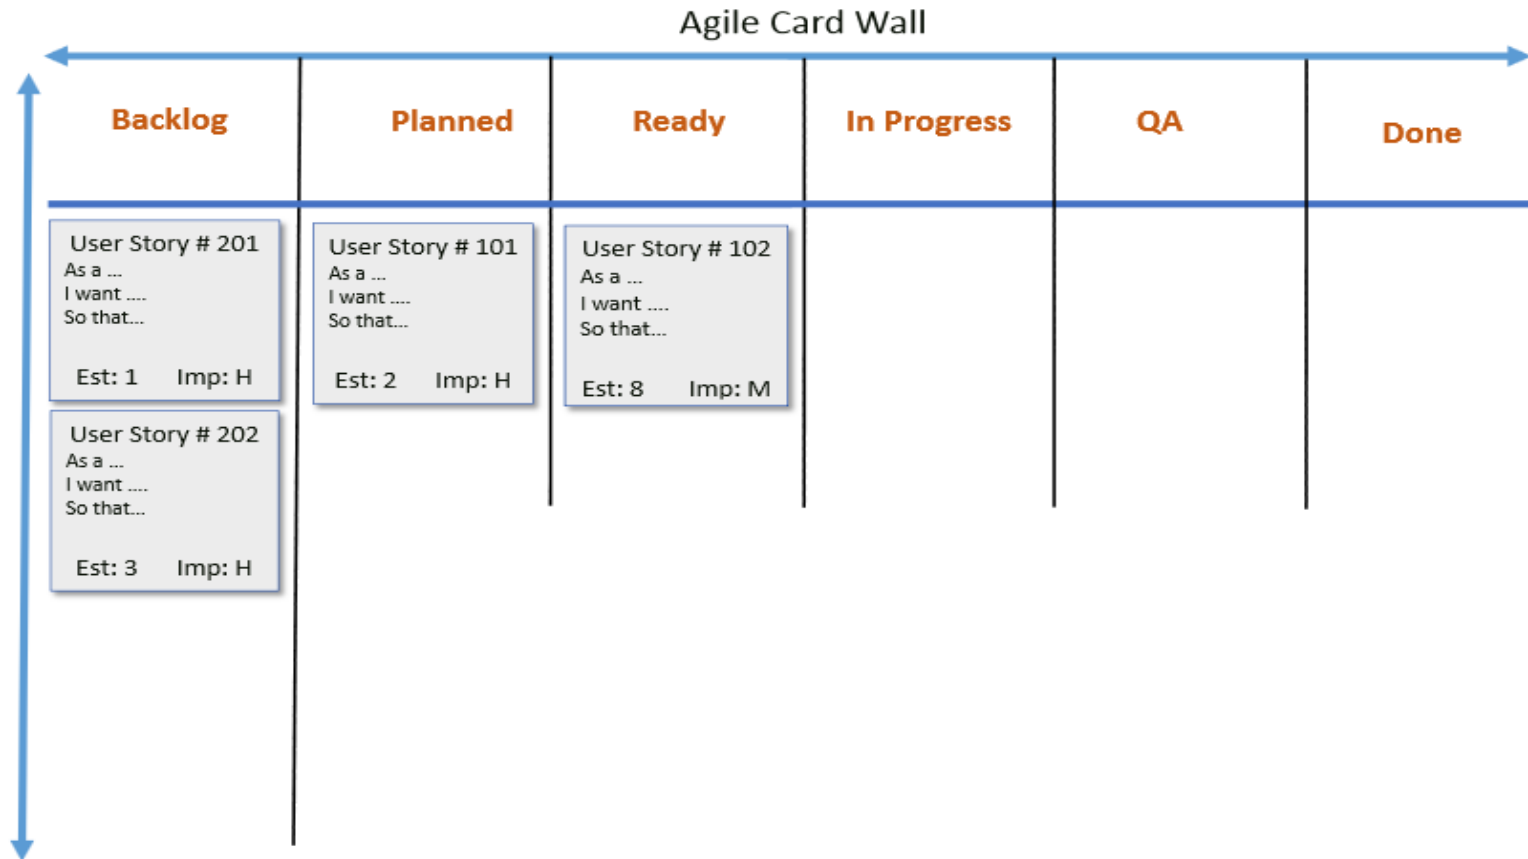 Agile Card Wall
Backlog
Planned
Ready
In Progress
QA
Done
User Story # 201
As a ...
I want ....
So that...
Est: 1 Imp: H
User Story # 202
As a ...
I want ....
So that...
Est: 3 Imp: H
User Story # 101
As a ...
I want ....
So that...
Est: 2 Imp: H
User Story # 102
As a ...
I want ....
So that...
Est: 8 Imp: M